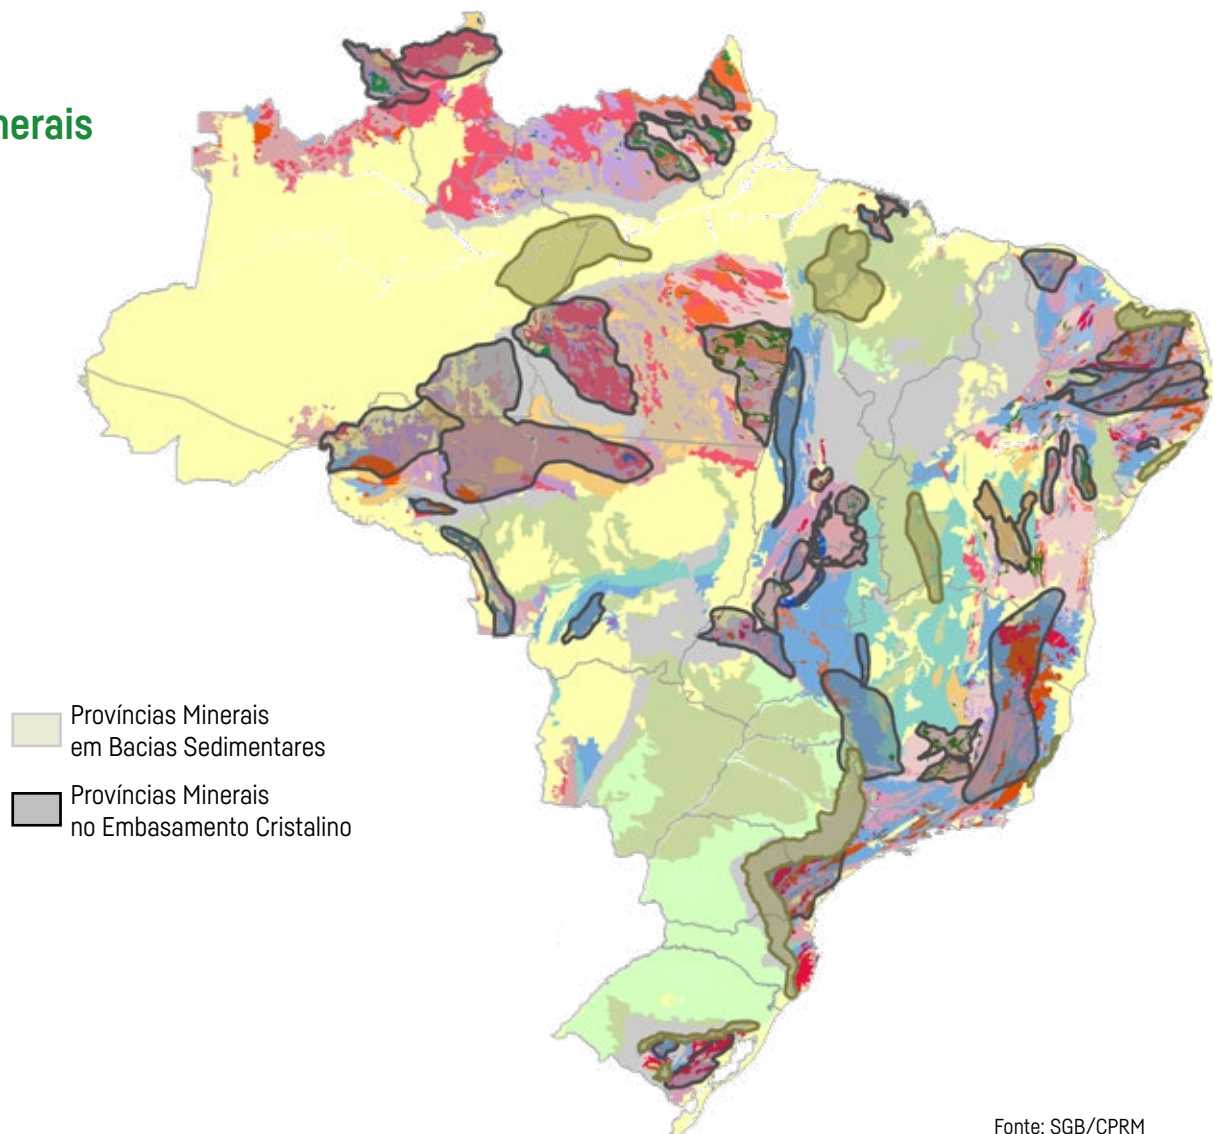 nerais
Províncias Minerais
em Bacias Sedimentares
Províncias Minerais
no Embasamento Cristalino
Fonte: SGB/CPRM